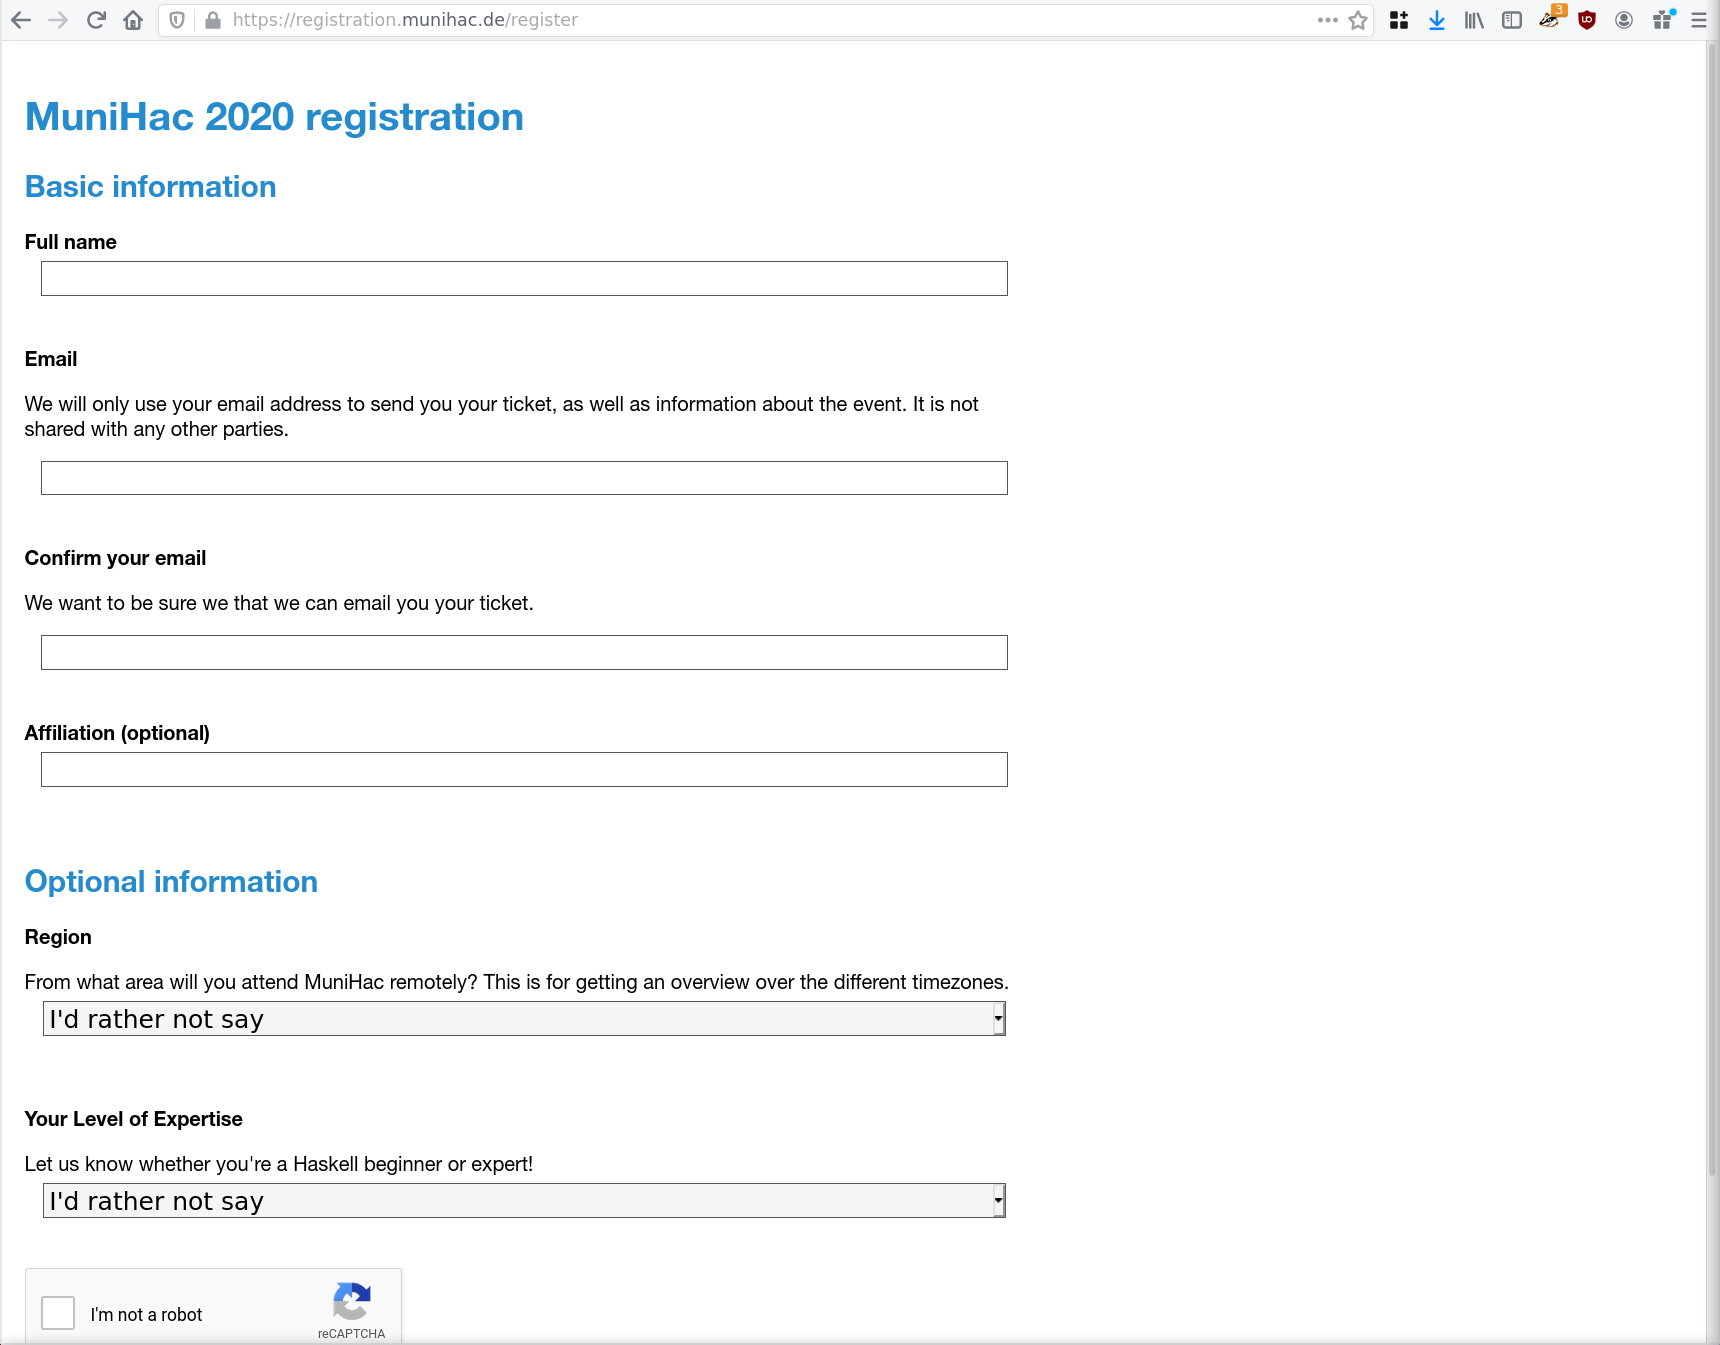 https://registration.munihac.de/register
3
MuniHac 2020 registration
Basic information
Full name
Email
We will only use your email address to send you your ticket, as well as information about the event. It is not
shared with any other parties.
Confirm your email
We want to be sure we that we can email you your ticket.
Affiliation (optional)
Optional information
Region
From what area will you attend MuniHac remotely? This is for getting an overview over the different timezones.
I'd rather not say
Your Level of Expertise
Let us know whether you're a Haskell beginner or expert!
I'd rather not say
I'm not a robot
reCAPTCHA